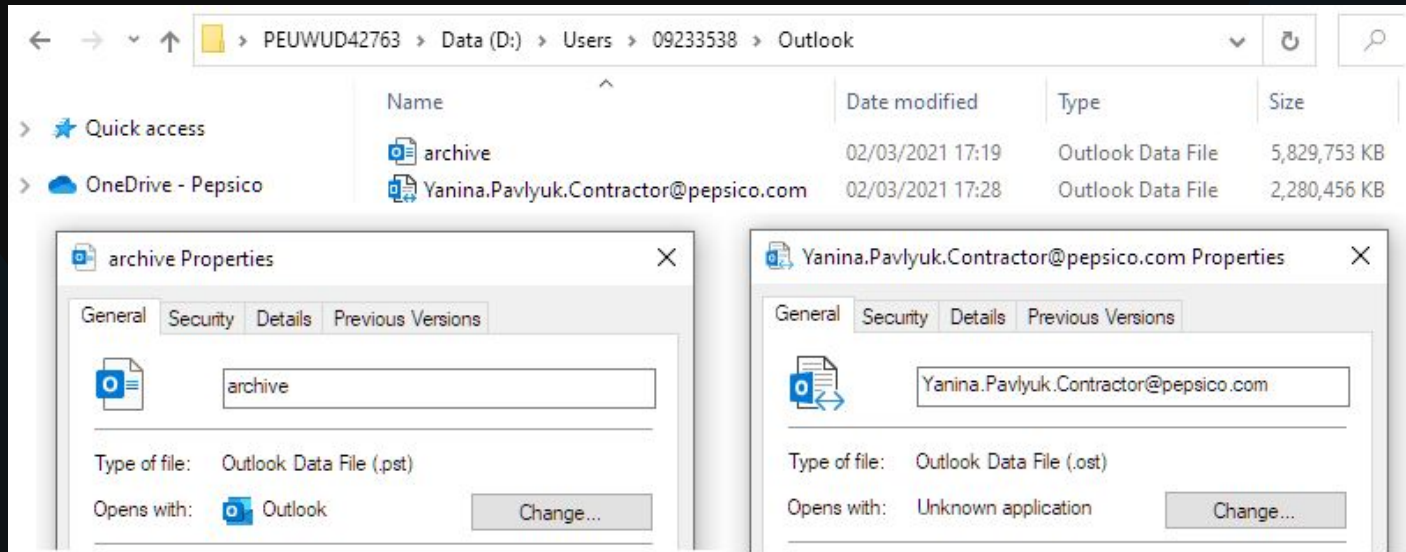 PEUWUD42763 > Data (D:) > Users > 09233538 > Outlook
Name Date modified Type Size
Quick access
archive 02/03/2021 17:19 Outlook Data File 5,829,753 KB
OneDrive - Pepsico
Yanina.Pavlyuk.Contractor@pepsico.com 02/03/2021 17:28 Outlook Data File 2,280,456 KB
archive Properties
General Security Details Previous Versions
archive
Type of file: Outlook Data File (.pst)
Opens with: Outlook Change...
Yanina.Pavlyuk.Contractor@pepsico.com Properties
General Security Details Previous Versions
Yanina.Pavlyuk.Contractor@pepsico.com
Type of file: Outlook Data File (.ost)
Opens with: Unknown application Change...